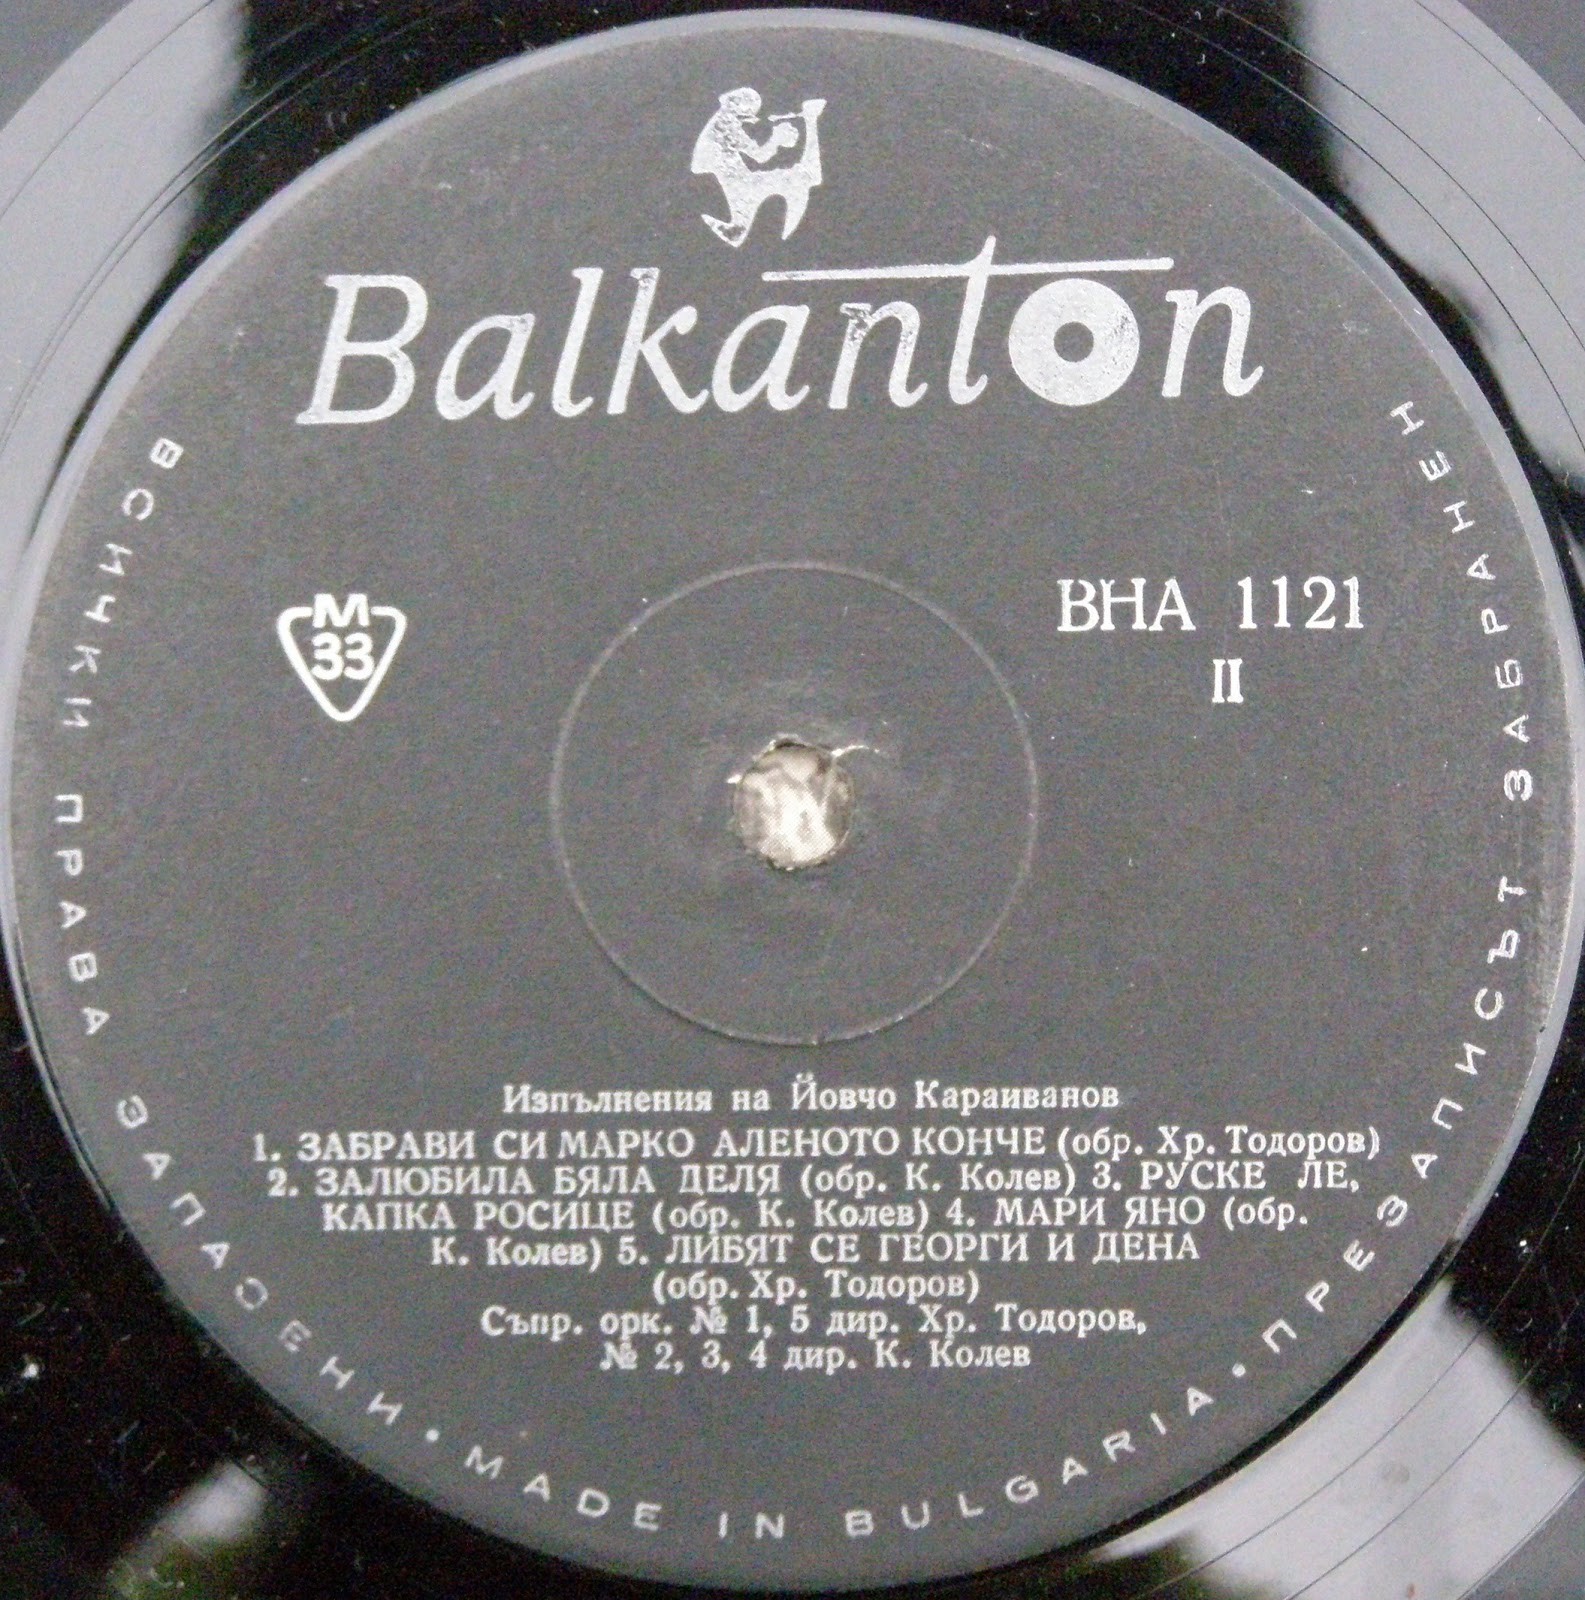 Balkanton
М
33
ВНА 1121
II
Изпълнения на Йовчо Караиванов
1. ЗАБРАВИ СИ МАРКО АЛЕНОТО КОНЧЕ (обр. Хр. Тодоров)
2. ЗАЛЮБИЛА БЯЛА ДЕЛЯ (обр. К. Колев) 3. РУСКЕ ЛЕ,
КАПКА РОСИЦЕ (обр. К. Колев) 4. МАРИ ЯНО (обр.
К. Колев) 5. ЛИБЯТ СЕ ГЕОРГИ И ДЕНА
(обр. Хр. Тодоров)
Съпр. орк. № 1, 5 дир. Хр. Тодоров,
№ 2, 3, 4 дир. К. Колев
ВСИЧКИ ПРАВА ЗАПАЗЕНИ • MADE IN BULGARIA • ПРЕЗАПИСЪТ ЗАБРАНЕН